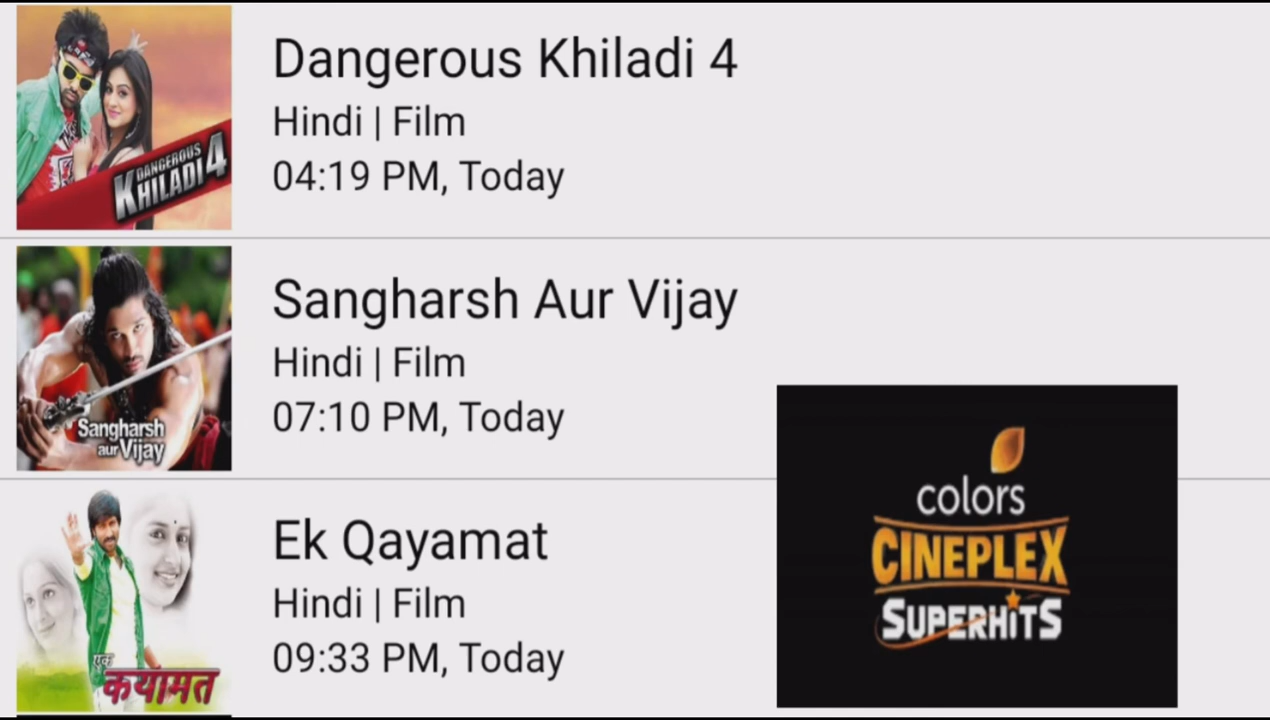 DANGEROUS
KHILADI 4
Dangerous Khiladi 4
Hindi | Film
04:19 PM, Today
Sangharsh
aur Vijay
Sangharsh Aur Vijay
Hindi | Film
07:10 PM, Today
एक
कयामत
Ek Qayamat
Hindi | Film
09:33 PM, Today
colors
CINEPLEX
SUPERHiTS